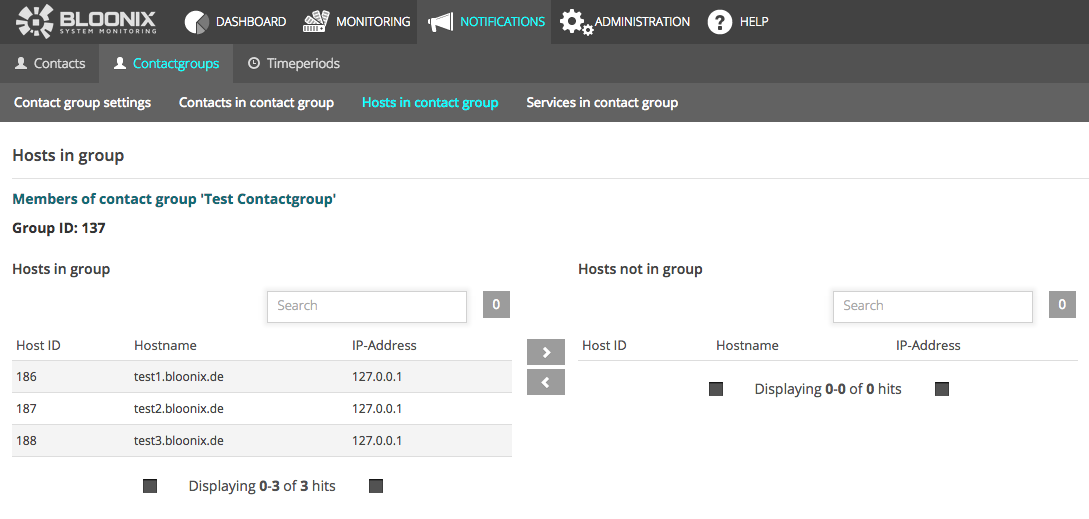 BLOONIX
SYSTEM MONITORING
DASHBOARD
MONITORING
NOTIFICATIONS
ADMINISTRATION
? HELP
Contacts
Contactgroups
Timeperiods
Contact group settings
Contacts in contact group
Hosts in contact group
Services in contact group
Hosts in group
Members of contact group 'Test Contactgroup'
Group ID: 137
Hosts in group
Search
0
Host ID Hostname IP-Address
186 test1.bloonix.de 127.0.0.1
187 test2.bloonix.de 127.0.0.1
188 test3.bloonix.de 127.0.0.1
Displaying 0-3 of 3 hits
Hosts not in group
Search
0
Host ID Hostname IP-Address
Displaying 0-0 of 0 hits